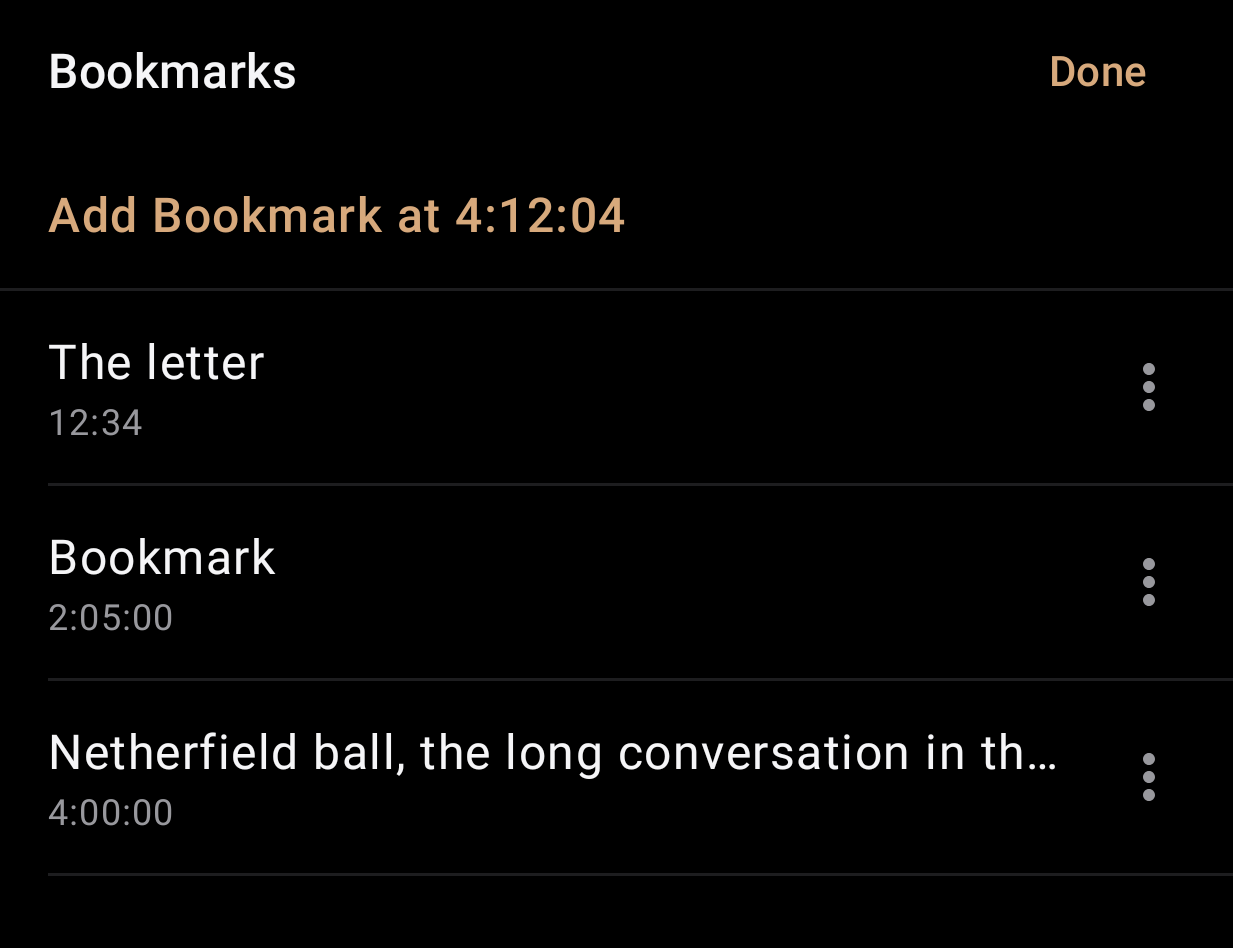 Bookmarks
Done
Add Bookmark at 4:12:04
The letter
12:34
Bookmark
2:05:00
Netherfield ball, the long conversation in th…
4:00:00